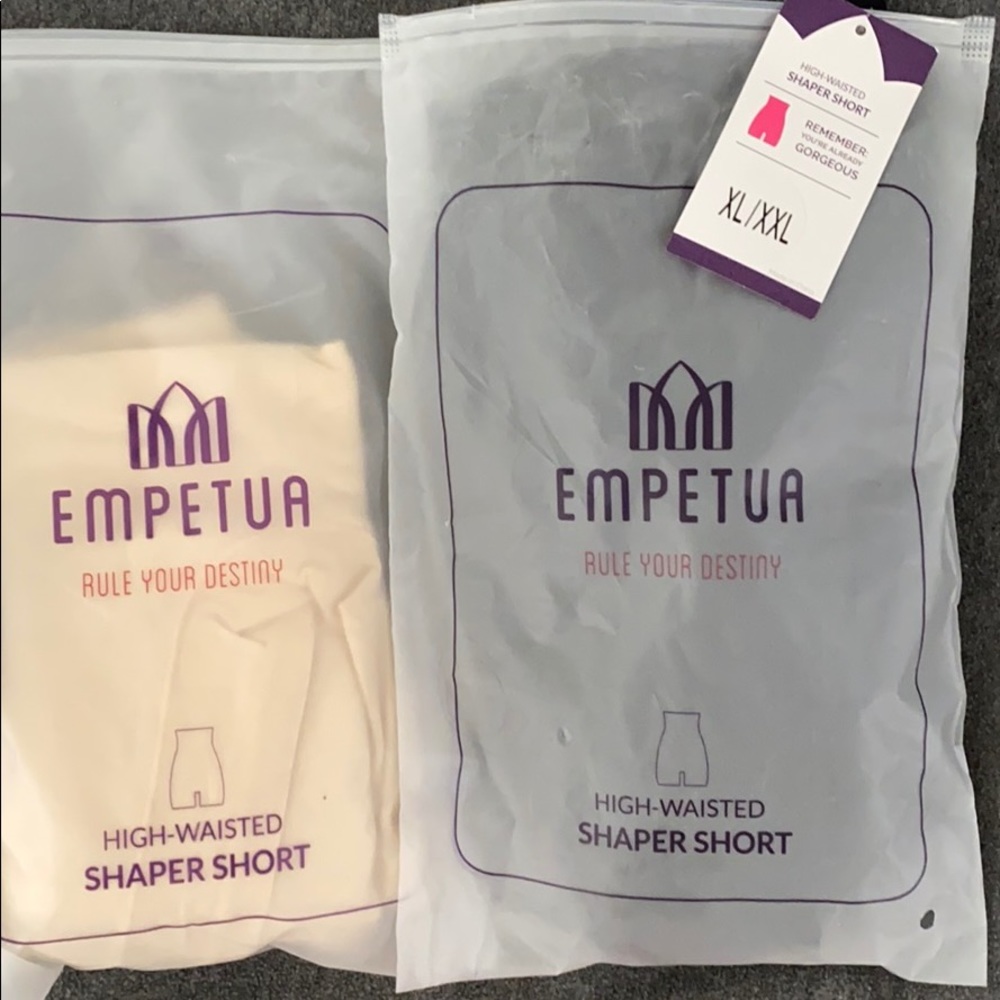 EMPETUA
RULE YOUR DESTINY
HIGH-WAISTED
SHAPER SHORT
HIGH-WAISTED
SHAPER SHORT
REMEMBER:
YOU'RE ALREADY
GORGEOUS
XL/XXL
EMPETUA
RULE YOUR DESTINY
HIGH-WAISTED
SHAPER SHORT